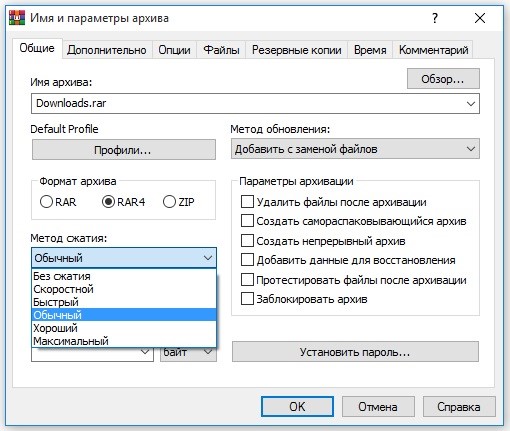 Имя и параметры архива
?
Общие Дополнительно Опции Файлы Резервные копии Время Комментарий
Имя архива:
Обзор...
Downloads.rar
Default Profile
Профили...
Метод обновления:
Добавить с заменой файлов
Формат архива
RAR RAR4 ZIP
Метод сжатия:
Обычный
Без сжатия
Скоростной
Быстрый
Обычный
Хороший
Максимальный
байт
Параметры архивации
Удалить файлы после архивации
Создать самораспаковывающийся архив
Создать непрерывный архив
Добавить данные для восстановления
Протестировать файлы после архивации
Заблокировать архив
Установить пароль...
OK Отмена Справка